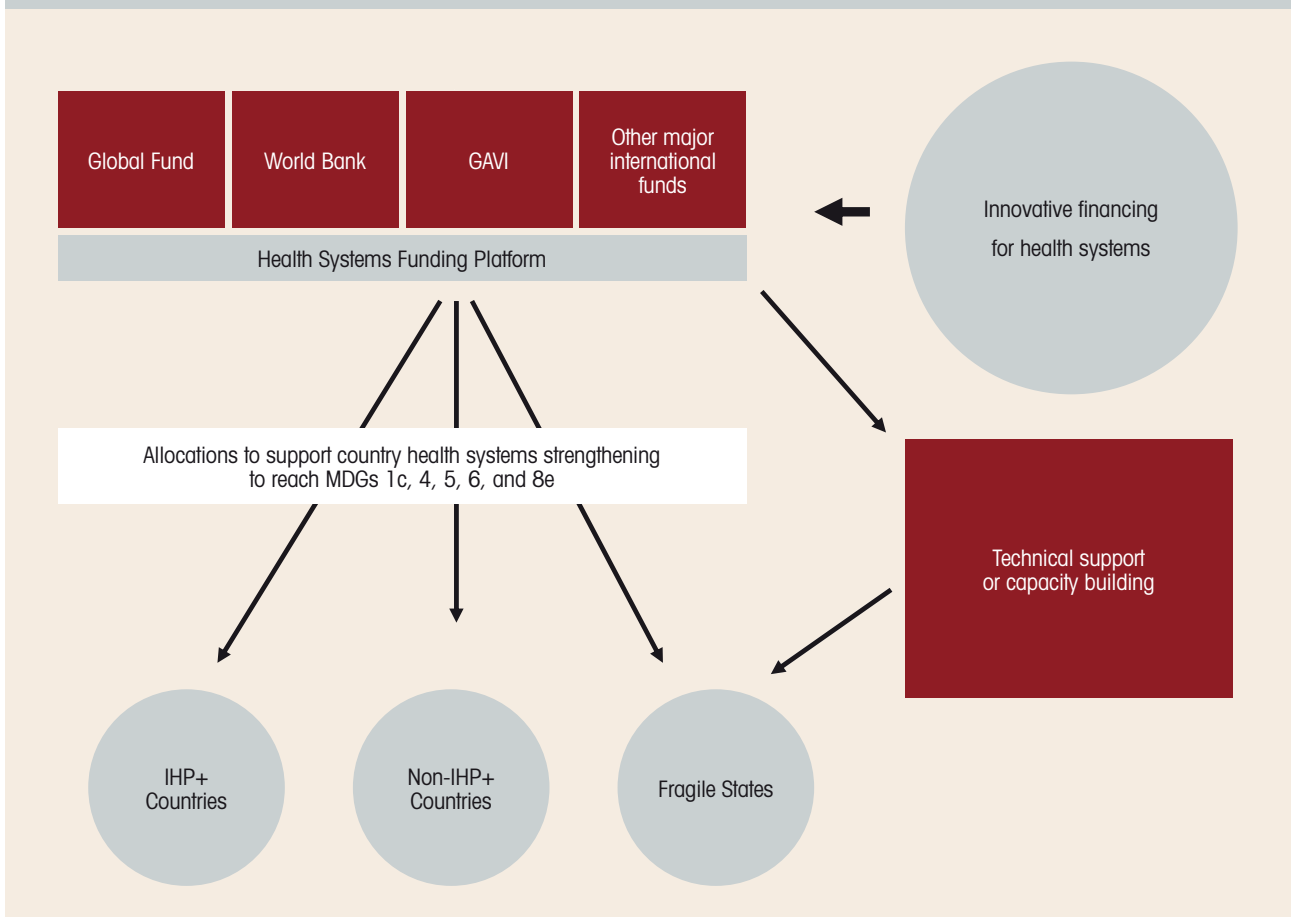 Global Fund
World Bank
GAVI
Other major
international
funds
Health Systems Funding Platform
Innovative financing
for health systems
Allocations to support country health systems strengthening
to reach MDGs 1c, 4, 5, 6, and 8e
Technical support
or capacity building
IHP+
Countries
Non-IHP+
Countries
Fragile States